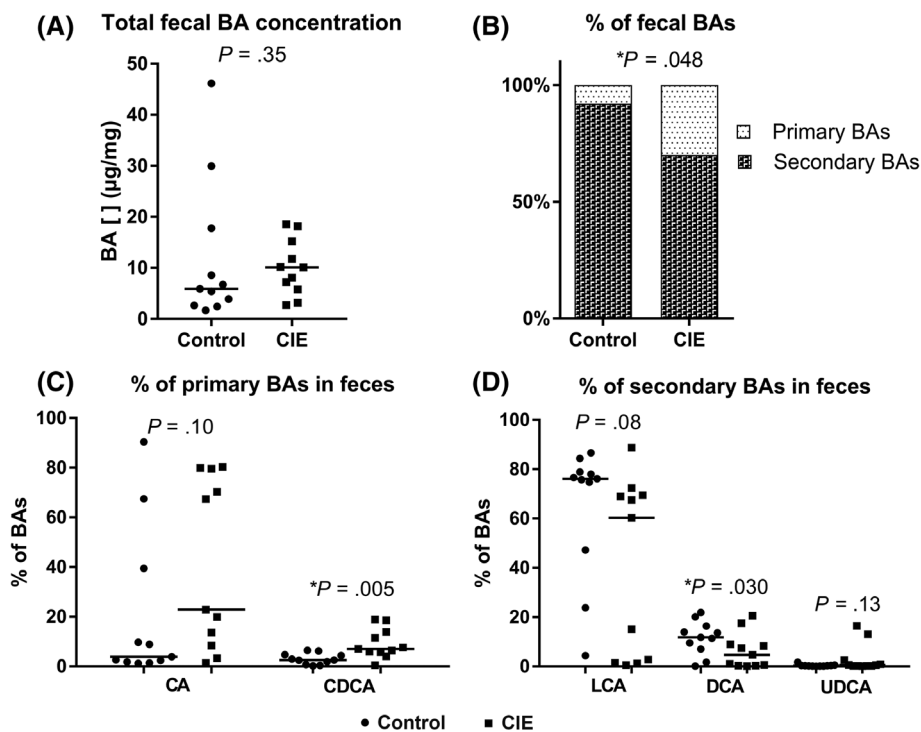 (A) Total fecal BA concentration
P = .35
BA [ ] (µg/mg)
50
40
30
20
10
0
Control CIE
(B) % of fecal BAs
*P = .048
100%
50%
0%
Control CIE
Primary BAs
Secondary BAs
(C) % of primary BAs in feces
P = .10
*P = .005
% of BAs
100
80
60
40
20
0
CA CDCA
(D) % of secondary BAs in feces
P = .08
*P = .030
P = .13
% of BAs
100
80
60
40
20
0
LCA DCA UDCA
Control CIE